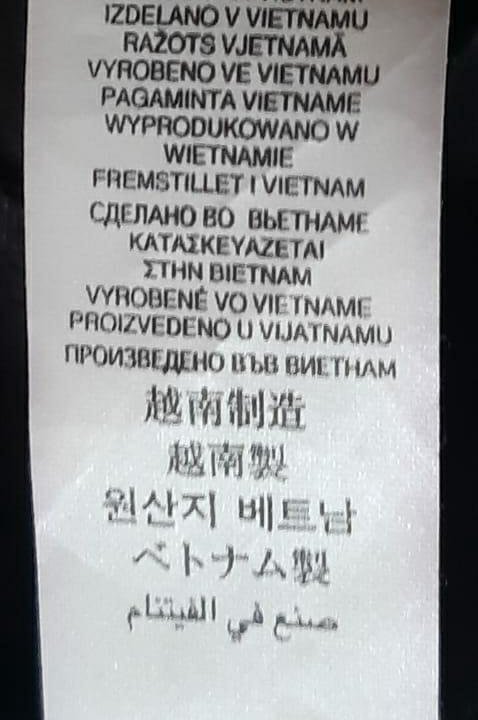 IZDELANO V VIETNAMU
RAŽOTS VJETNAMĀ
VYROBENO VE VIETNAMU
PAGAMINTA VIETNAME
WYPRODUKOWANO W
WIETNAMIE
FREMSTILLET I VIETNAM
СДЕЛАНО ВО ВЬЕТНАМЕ
ΚΑΤΑΣΚΕΥΑΖΕΤΑΙ
ΣΤΗΝ ΒΙΕΤΝΑΜ
VYROBENÉ VO VIETNAME
PROIZVEDENO U VIJATNAMU
ПРОИЗВЕДЕНО ВЪВ ВИЕТНАМ
越南制造
越南製
원산지 베트남
ベトナム製
صنع في الفيتنام